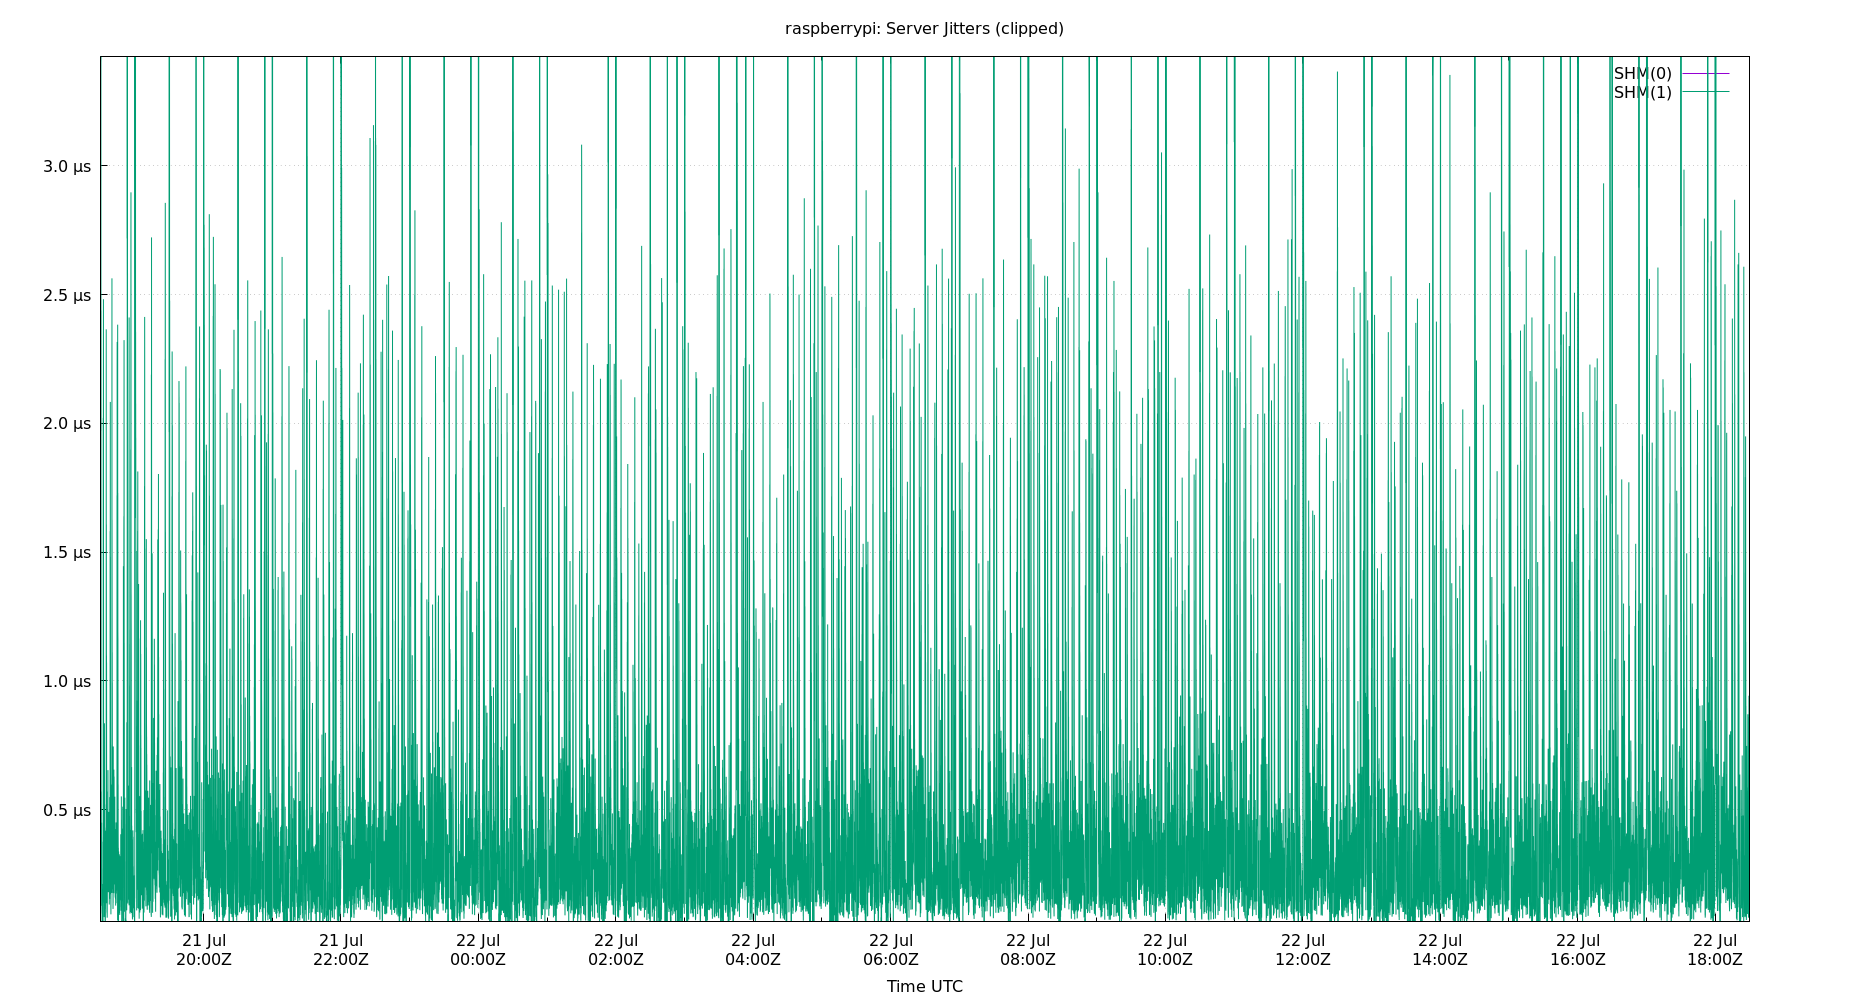 raspberrypi: Server Jitters (clipped)
SHM(0)
SHM(1)
3.0 µs
2.5 µs
2.0 µs
1.5 µs
1.0 µs
0.5 µs
21 Jul 21 Jul 22 Jul 22 Jul 22 Jul 22 Jul 22 Jul 22 Jul 22 Jul 22 Jul 22 Jul 22 Jul
20:00Z 22:00Z 00:00Z 02:00Z 04:00Z 06:00Z 08:00Z 10:00Z 12:00Z 14:00Z 16:00Z 18:00Z
Time UTC